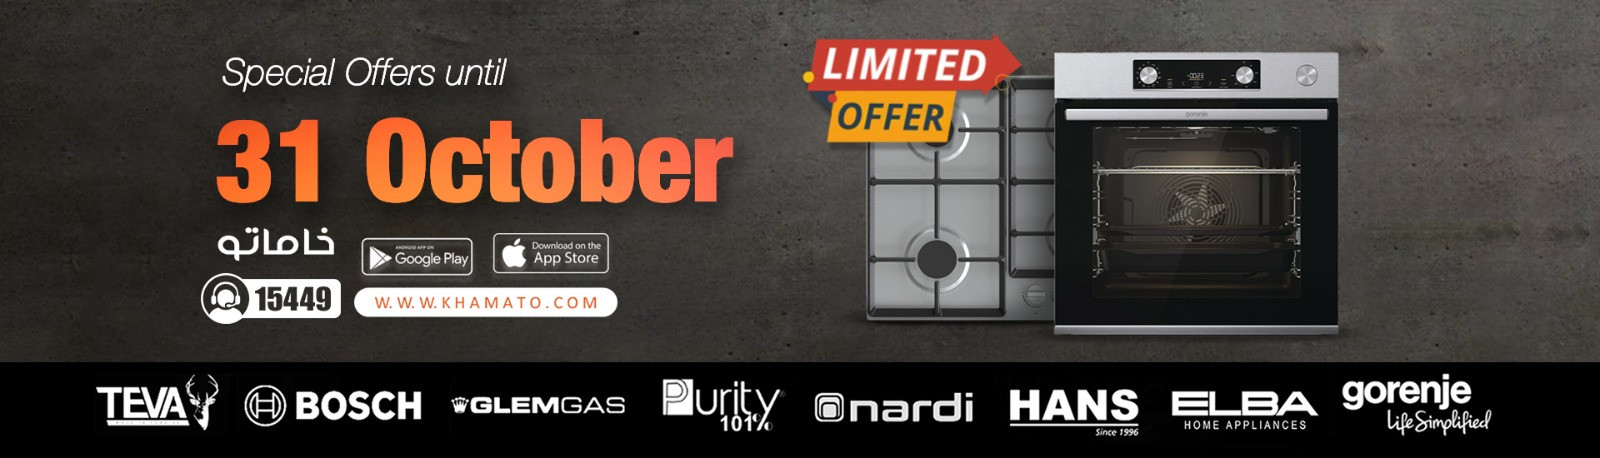 Special Offers until
31 October
خاماتو
ANDROID APP ON
Google Play
Download on the
App Store
15449
W.W.W.KHAMATO.COM
LIMITED
OFFER
gorenje
TEVA
BOSCH
GLEMGAS
Purity
101%
nardi
HANS
Since 1996
ELBA
HOME APPLIANCES
gorenje
Life Simplified